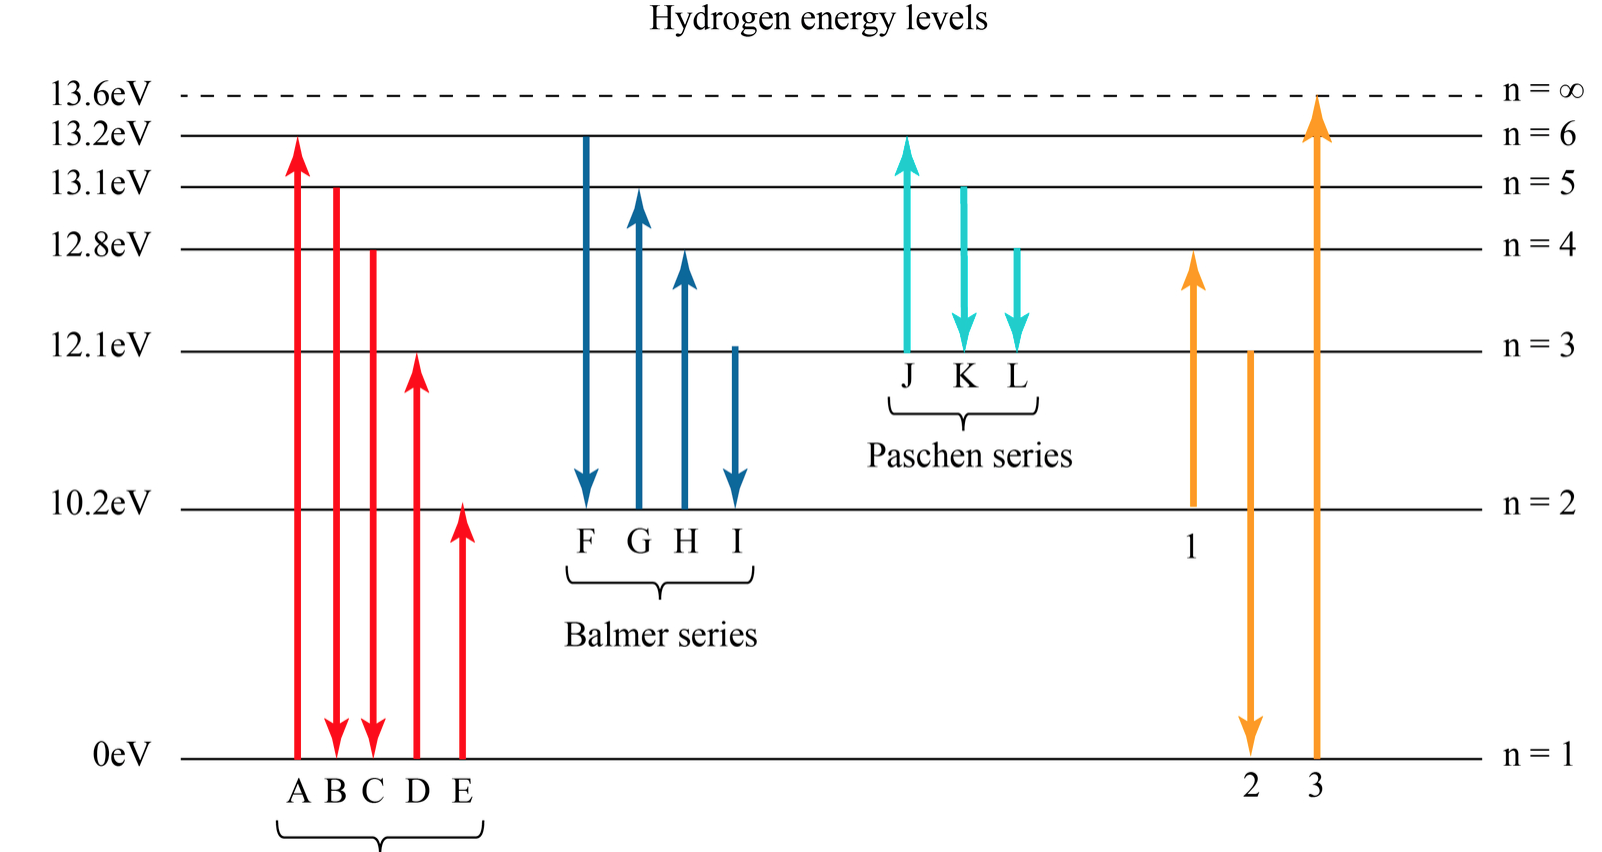 Hydrogen energy levels
13.6eV n = ∞
13.2eV n = 6
13.1eV n = 5
12.8eV n = 4
12.1eV n = 3
J K L
Paschen series
10.2eV n = 2
F G H I 1
Balmer series
0eV n = 1
A B C D E 2 3